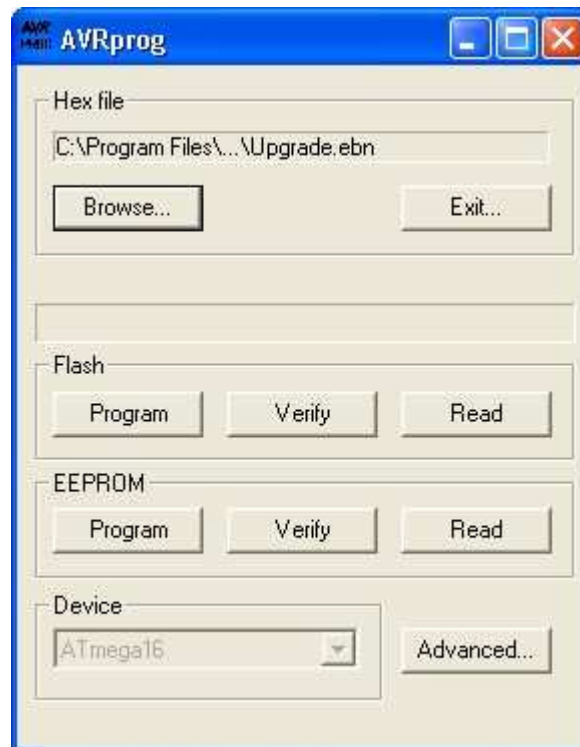 AVRprog
Hex file
C:\Program Files\...\Upgrade.ebn
Browse... Exit...
Flash
Program Verify Read
EEPROM
Program Verify Read
Device
ATmega16 Advanced...